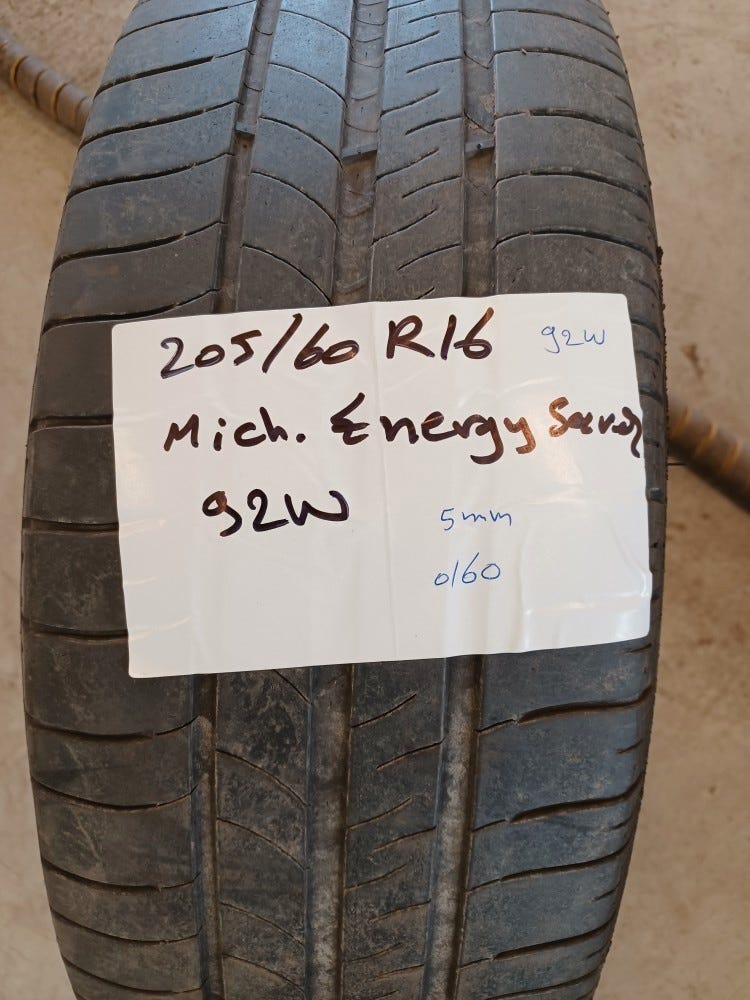 205/60 R16 92W
Mich. Energy Saver
92W
5mm
0160